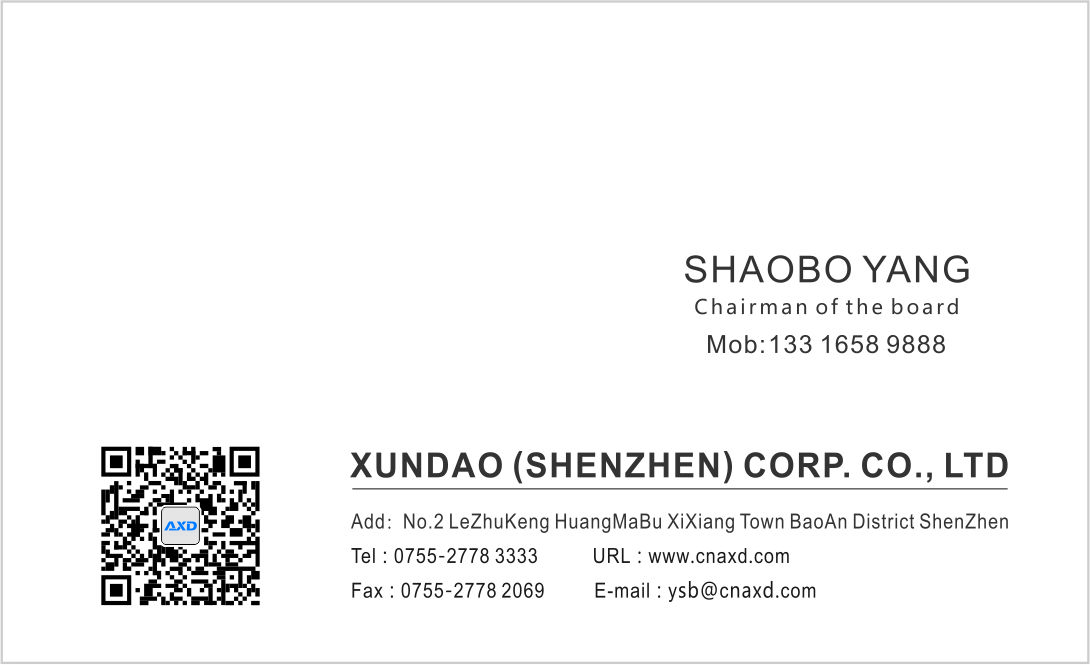 SHAOBO YANG
Chairman of the board
Mob:133 1658 9888
XUNDAO (SHENZHEN) CORP. CO., LTD
AXD
Add: No.2 LeZhuKeng HuangMaBu XiXiang Town BaoAn District ShenZhen
Tel : 0755-2778 3333 URL : www.cnaxd.com
Fax : 0755-2778 2069 E-mail : ysb@cnaxd.com